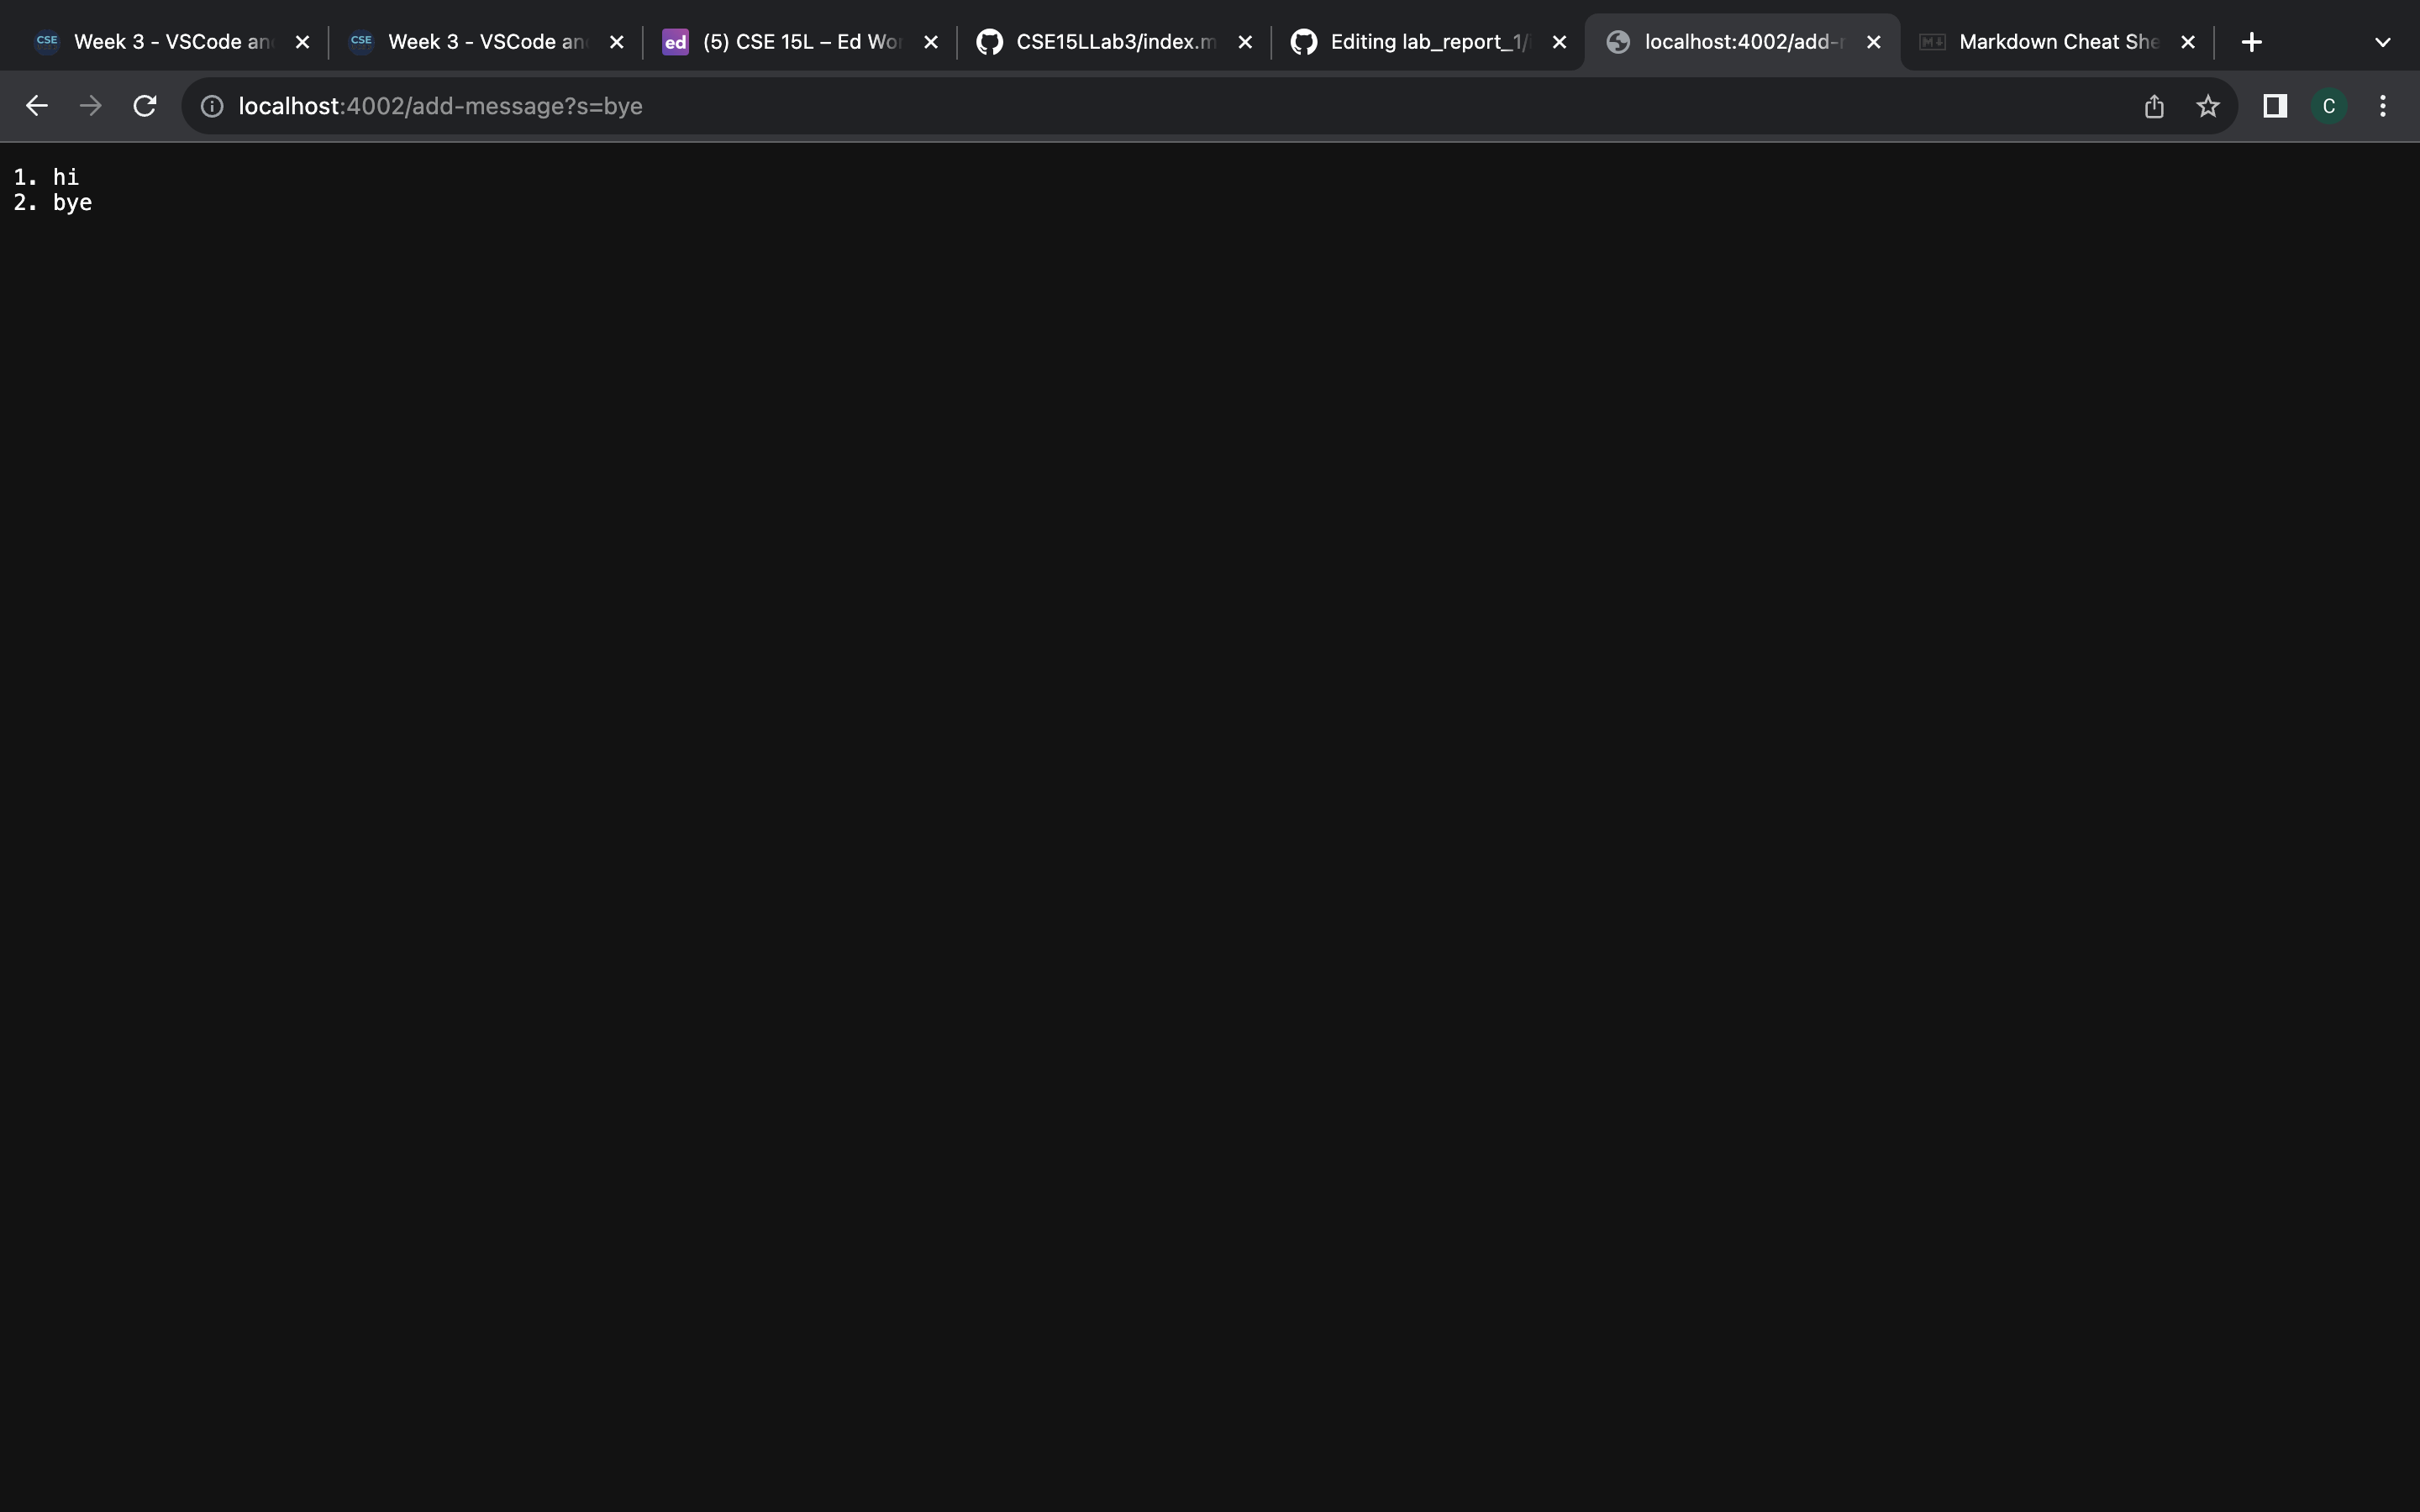 CSE Week 3 - VSCode an
CSE Week 3 - VSCode an
ed (5) CSE 15L – Ed Wor
CSE15LLab3/index.m
Editing lab_report_1/i
localhost:4002/add-r
Markdown Cheat She
localhost:4002/add-message?s=bye
C
1. hi
2. bye